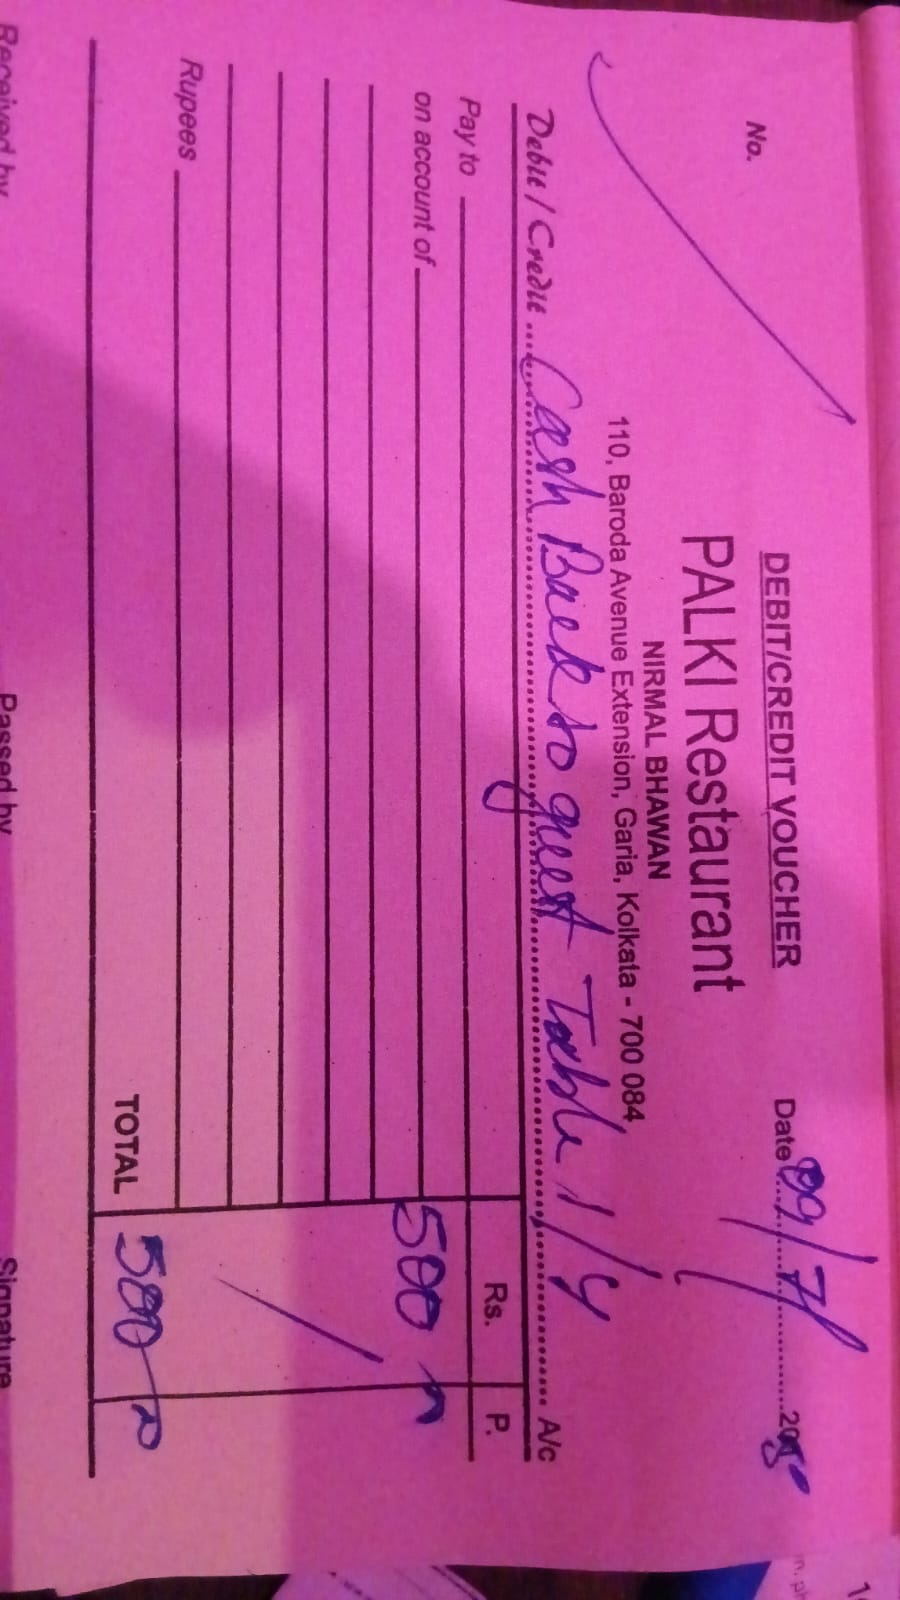 DEBIT/CREDIT VOUCHER
No.
PALKI Restaurant
Date 09/7/
NIRMAL BHAWAN
110, Baroda Avenue Extension, Garia, Kolkata - 700 084
Debit / Credit Cash Back to guest Table 1/4 A/c
Pay to
Rs. P.
on account of
500
Rupees
TOTAL 500
Received by Passed by Signature